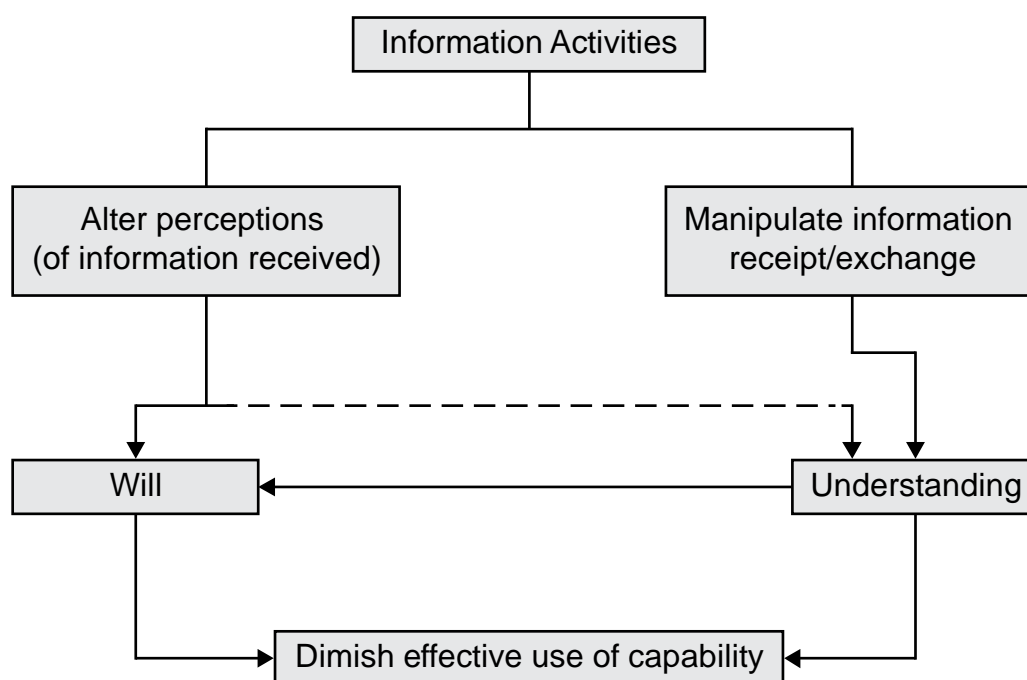 Information Activities
Alter perceptions
(of information received)
Manipulate information
receipt/exchange
Will
Understanding
Dimish effective use of capability